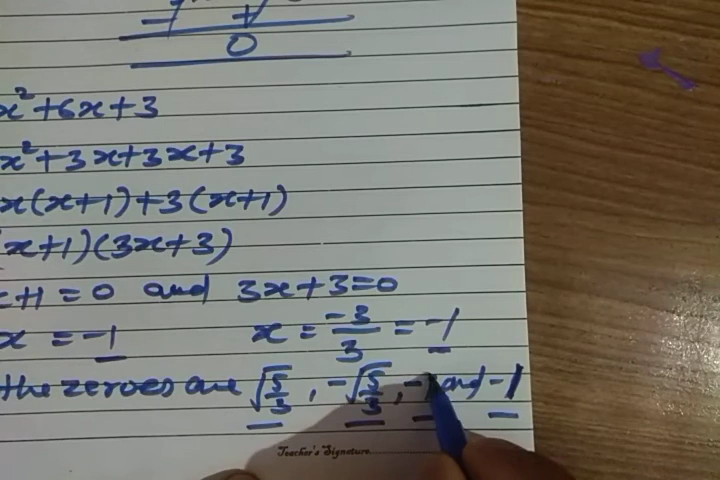 0
x²+6x+3
x²+3x+3x+3
x(x+1)+3(x+1)
(x+1)(3x+3)
x+1=0 and 3x+3=0
x = -1 x = -3/3 = -1
the zeroes are √5/3, -√5/3, -1 and -1
Teacher's Signature